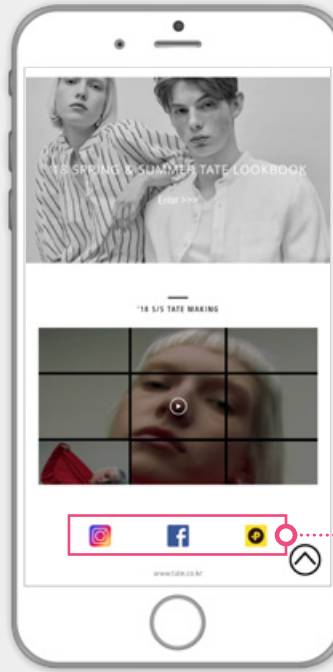 18 SPRING & SUMMER TATE LOOKBOOK
Enter >>>
'18 S/S TATE MAKING
www.tate.co.kr